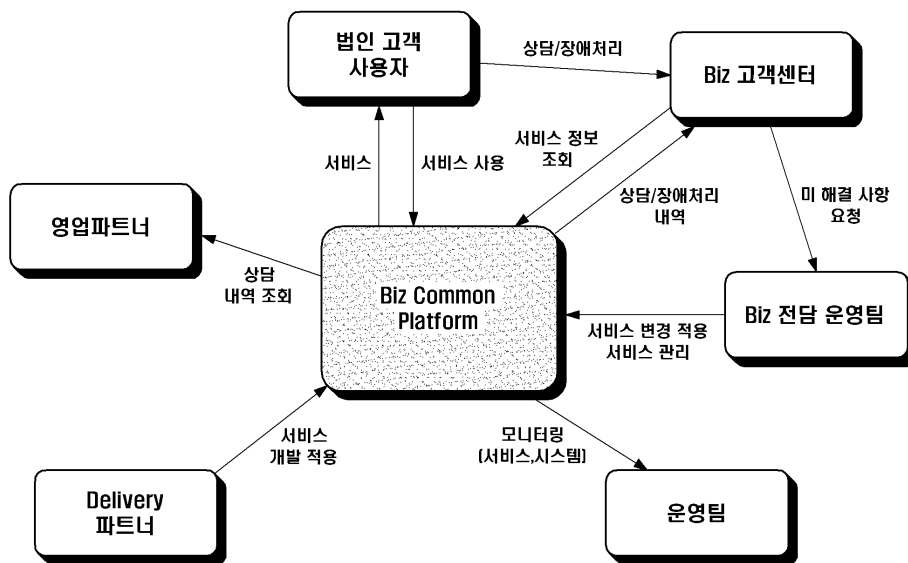 법인 고객
사용자
상담/장애처리
Biz 고객센터
서비스
서비스 사용
서비스 정보
조회
상담/장애처리
내역
미 해결 사항
요청
영업파트너
상담
내역 조회
Biz Common
Platform
서비스 변경 적용
서비스 관리
Biz 전담 운영팀
서비스
개발 적용
모니터링
(서비스,시스템)
Delivery
파트너
운영팀